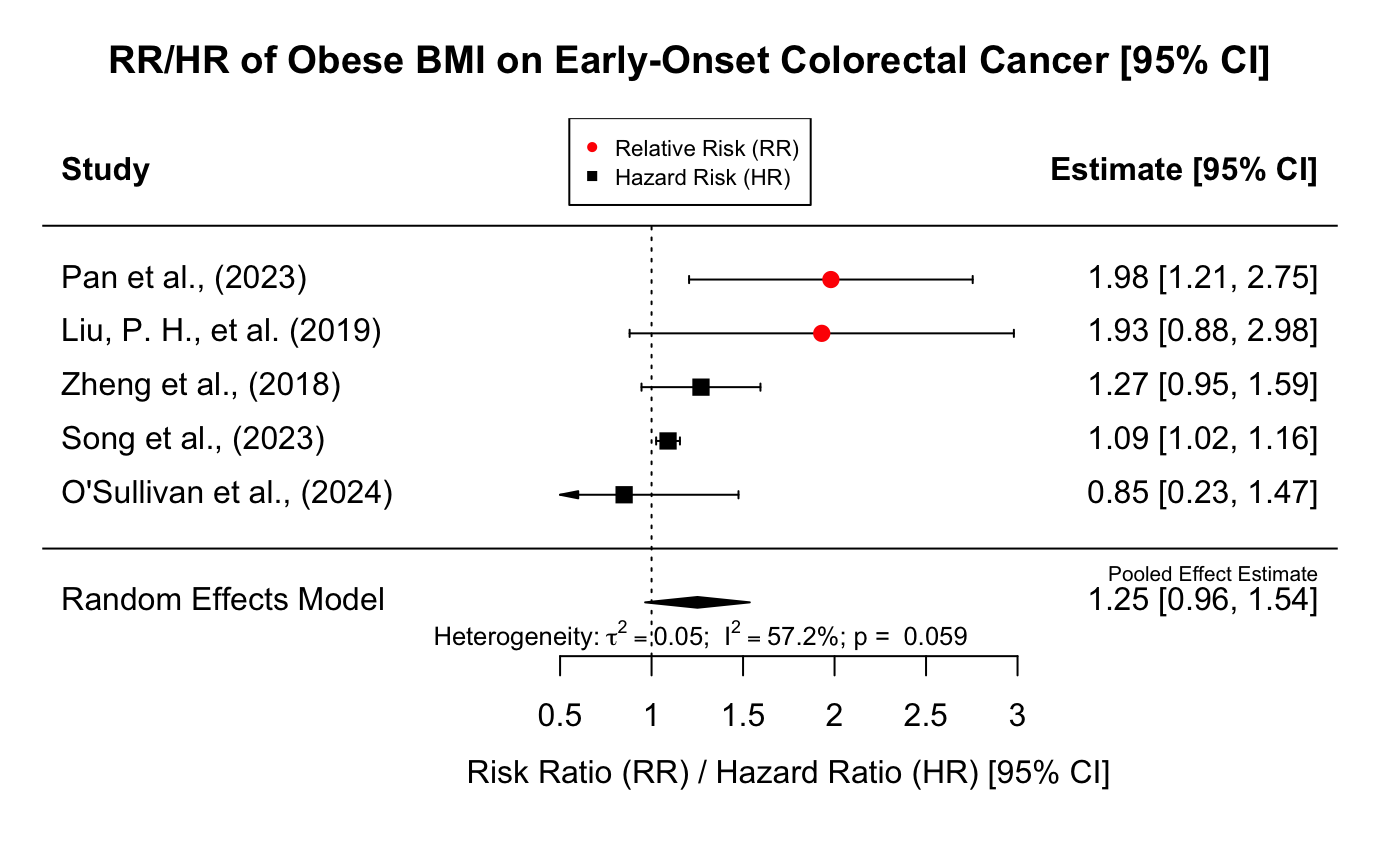 RR/HR of Obese BMI on Early-Onset Colorectal Cancer [95% CI]
Relative Risk (RR)
Hazard Risk (HR)
Study Estimate [95% CI]
Pan et al., (2023) 1.98 [1.21, 2.75]
Liu, P. H., et al. (2019) 1.93 [0.88, 2.98]
Zheng et al., (2018) 1.27 [0.95, 1.59]
Song et al., (2023) 1.09 [1.02, 1.16]
O'Sullivan et al., (2024) 0.85 [0.23, 1.47]
Pooled Effect Estimate
Random Effects Model 1.25 [0.96, 1.54]
Heterogeneity: τ² = 0.05; I² = 57.2%; p = 0.059
0.5 1 1.5 2 2.5 3
Risk Ratio (RR) / Hazard Ratio (HR) [95% CI]